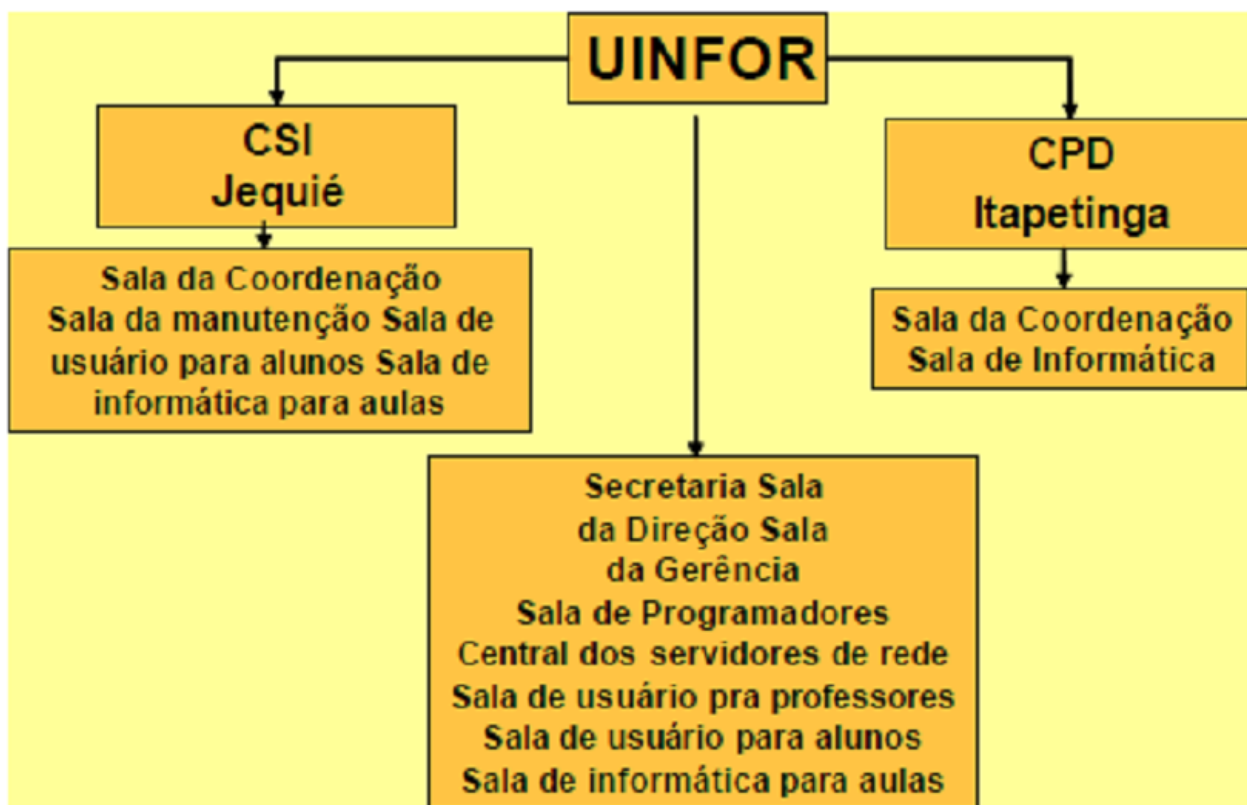 UINFOR
CSI
Jequié
CPD
Itapetinga
Sala da Coordenação
Sala da manutenção Sala de
usuário para alunos Sala de
informática para aulas
Sala da Coordenação
Sala de Informática
Secretaria Sala
da Direção Sala
da Gerência
Sala de Programadores
Central dos servidores de rede
Sala de usuário pra professores
Sala de usuário para alunos
Sala de informática para aulas